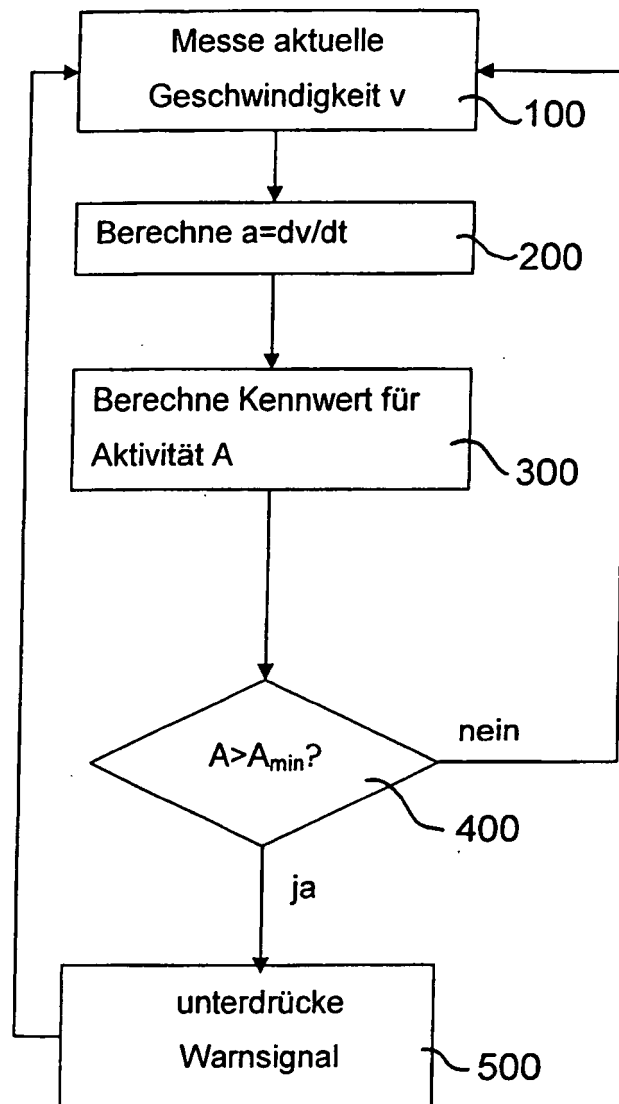 Messe aktuelle
Geschwindigkeit v
100
Berechne a=dv/dt
200
Berechne Kennwert für
Aktivität A
300
A>Amin?
nein
400
ja
unterdrücke
Warnsignal
500